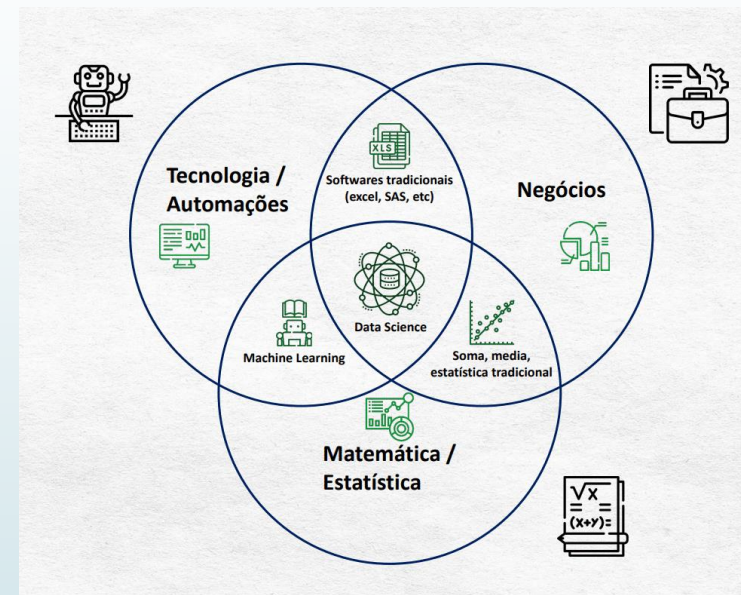 XLS
Softwares tradicionais
(excel, SAS, etc)
Tecnologia /
Automações
Negócios
Data Science
Machine Learning
Soma, media,
estatística tradicional
Matemática /
Estatística
√x
=  =
(x+y)=